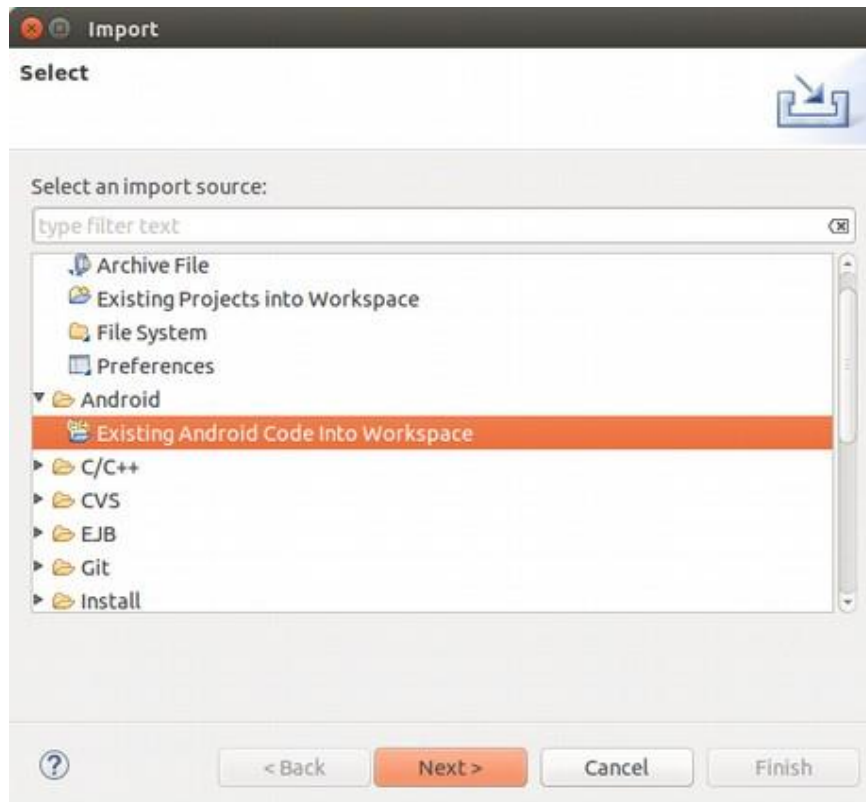 Import
Select
Select an import source:
type filter text
Archive File
Existing Projects into Workspace
File System
Preferences
Android
Existing Android Code Into Workspace
C/C++
CVS
EJB
Git
Install
?
< Back Next > Cancel Finish